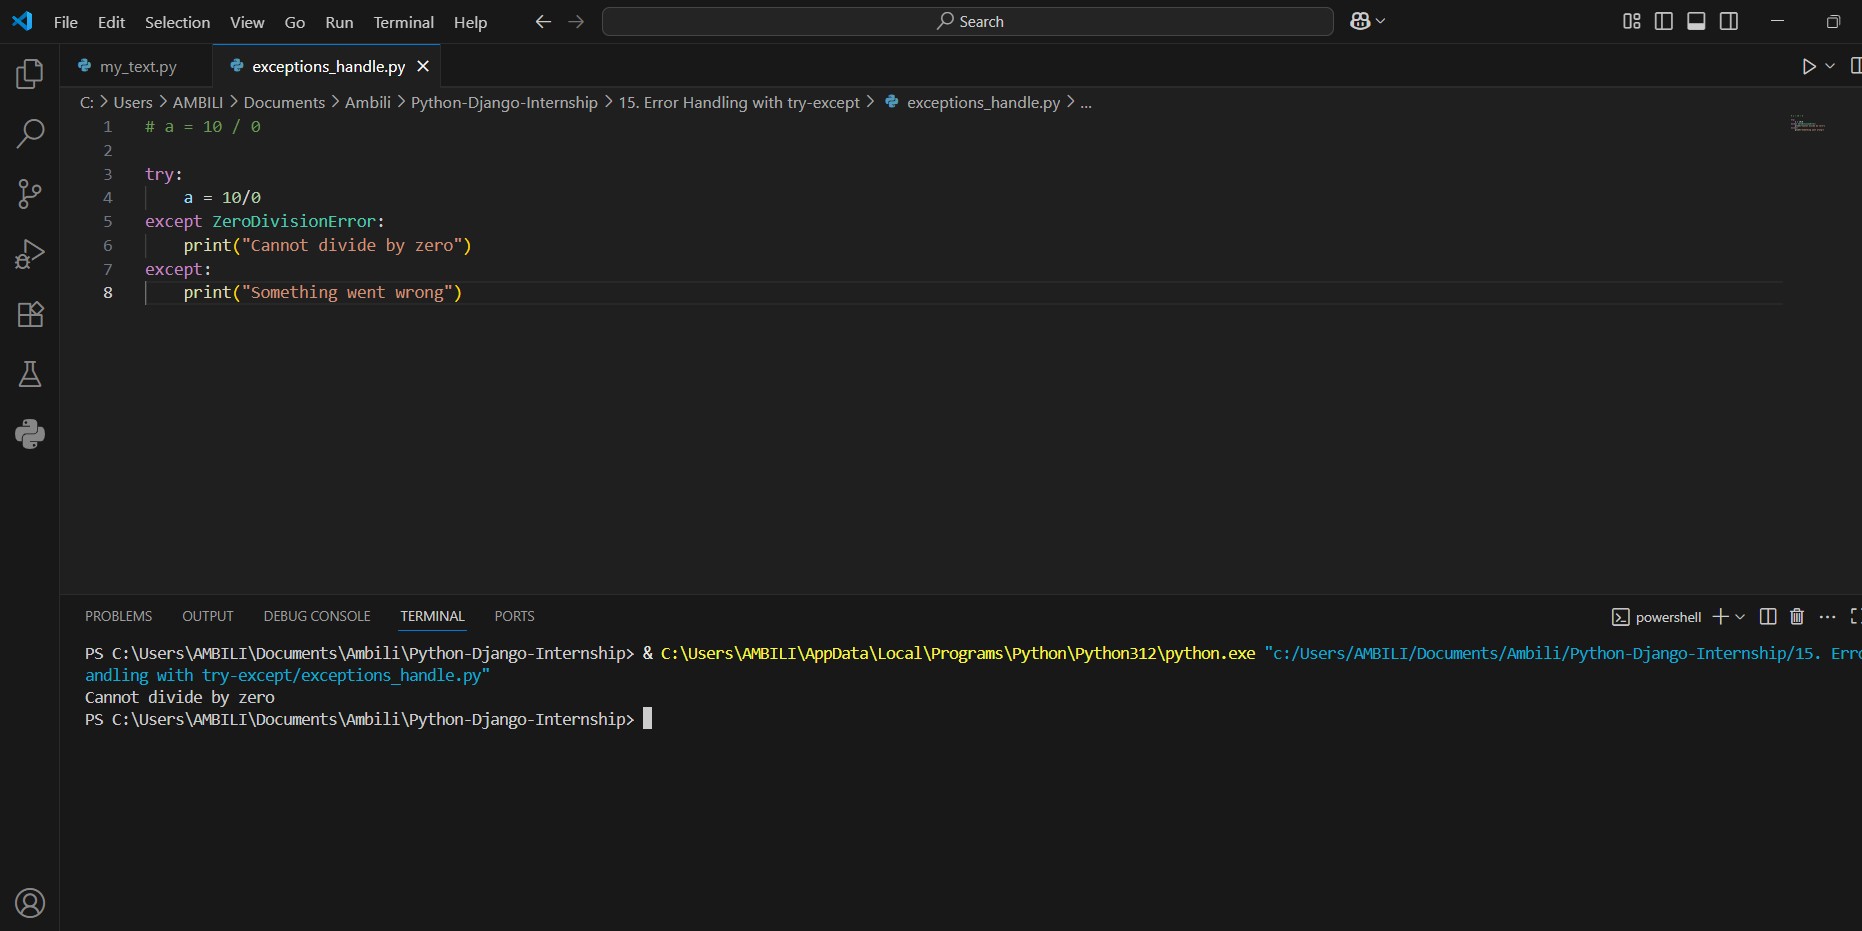 File Edit Selection View Go Run Terminal Help Search
my_text.py exceptions_handle.py
C: > Users > AMBILI > Documents > Ambili > Python-Django-Internship > 15. Error Handling with try-except > exceptions_handle.py > ...
1 # a = 10 / 0
2
3 try:
4 a = 10/0
5 except ZeroDivisionError:
6 print("Cannot divide by zero")
7 except:
8 print("Something went wrong")
PROBLEMS OUTPUT DEBUG CONSOLE TERMINAL PORTS powershell
PS C:\Users\AMBILI\Documents\Ambili\Python-Django-Internship> & C:\Users\AMBILI\AppData\Local\Programs\Python\Python312\python.exe "c:/Users/AMBILI/Documents/Ambili/Python-Django-Internship/15. Erro
andling with try-except/exceptions_handle.py"
Cannot divide by zero
PS C:\Users\AMBILI\Documents\Ambili\Python-Django-Internship>